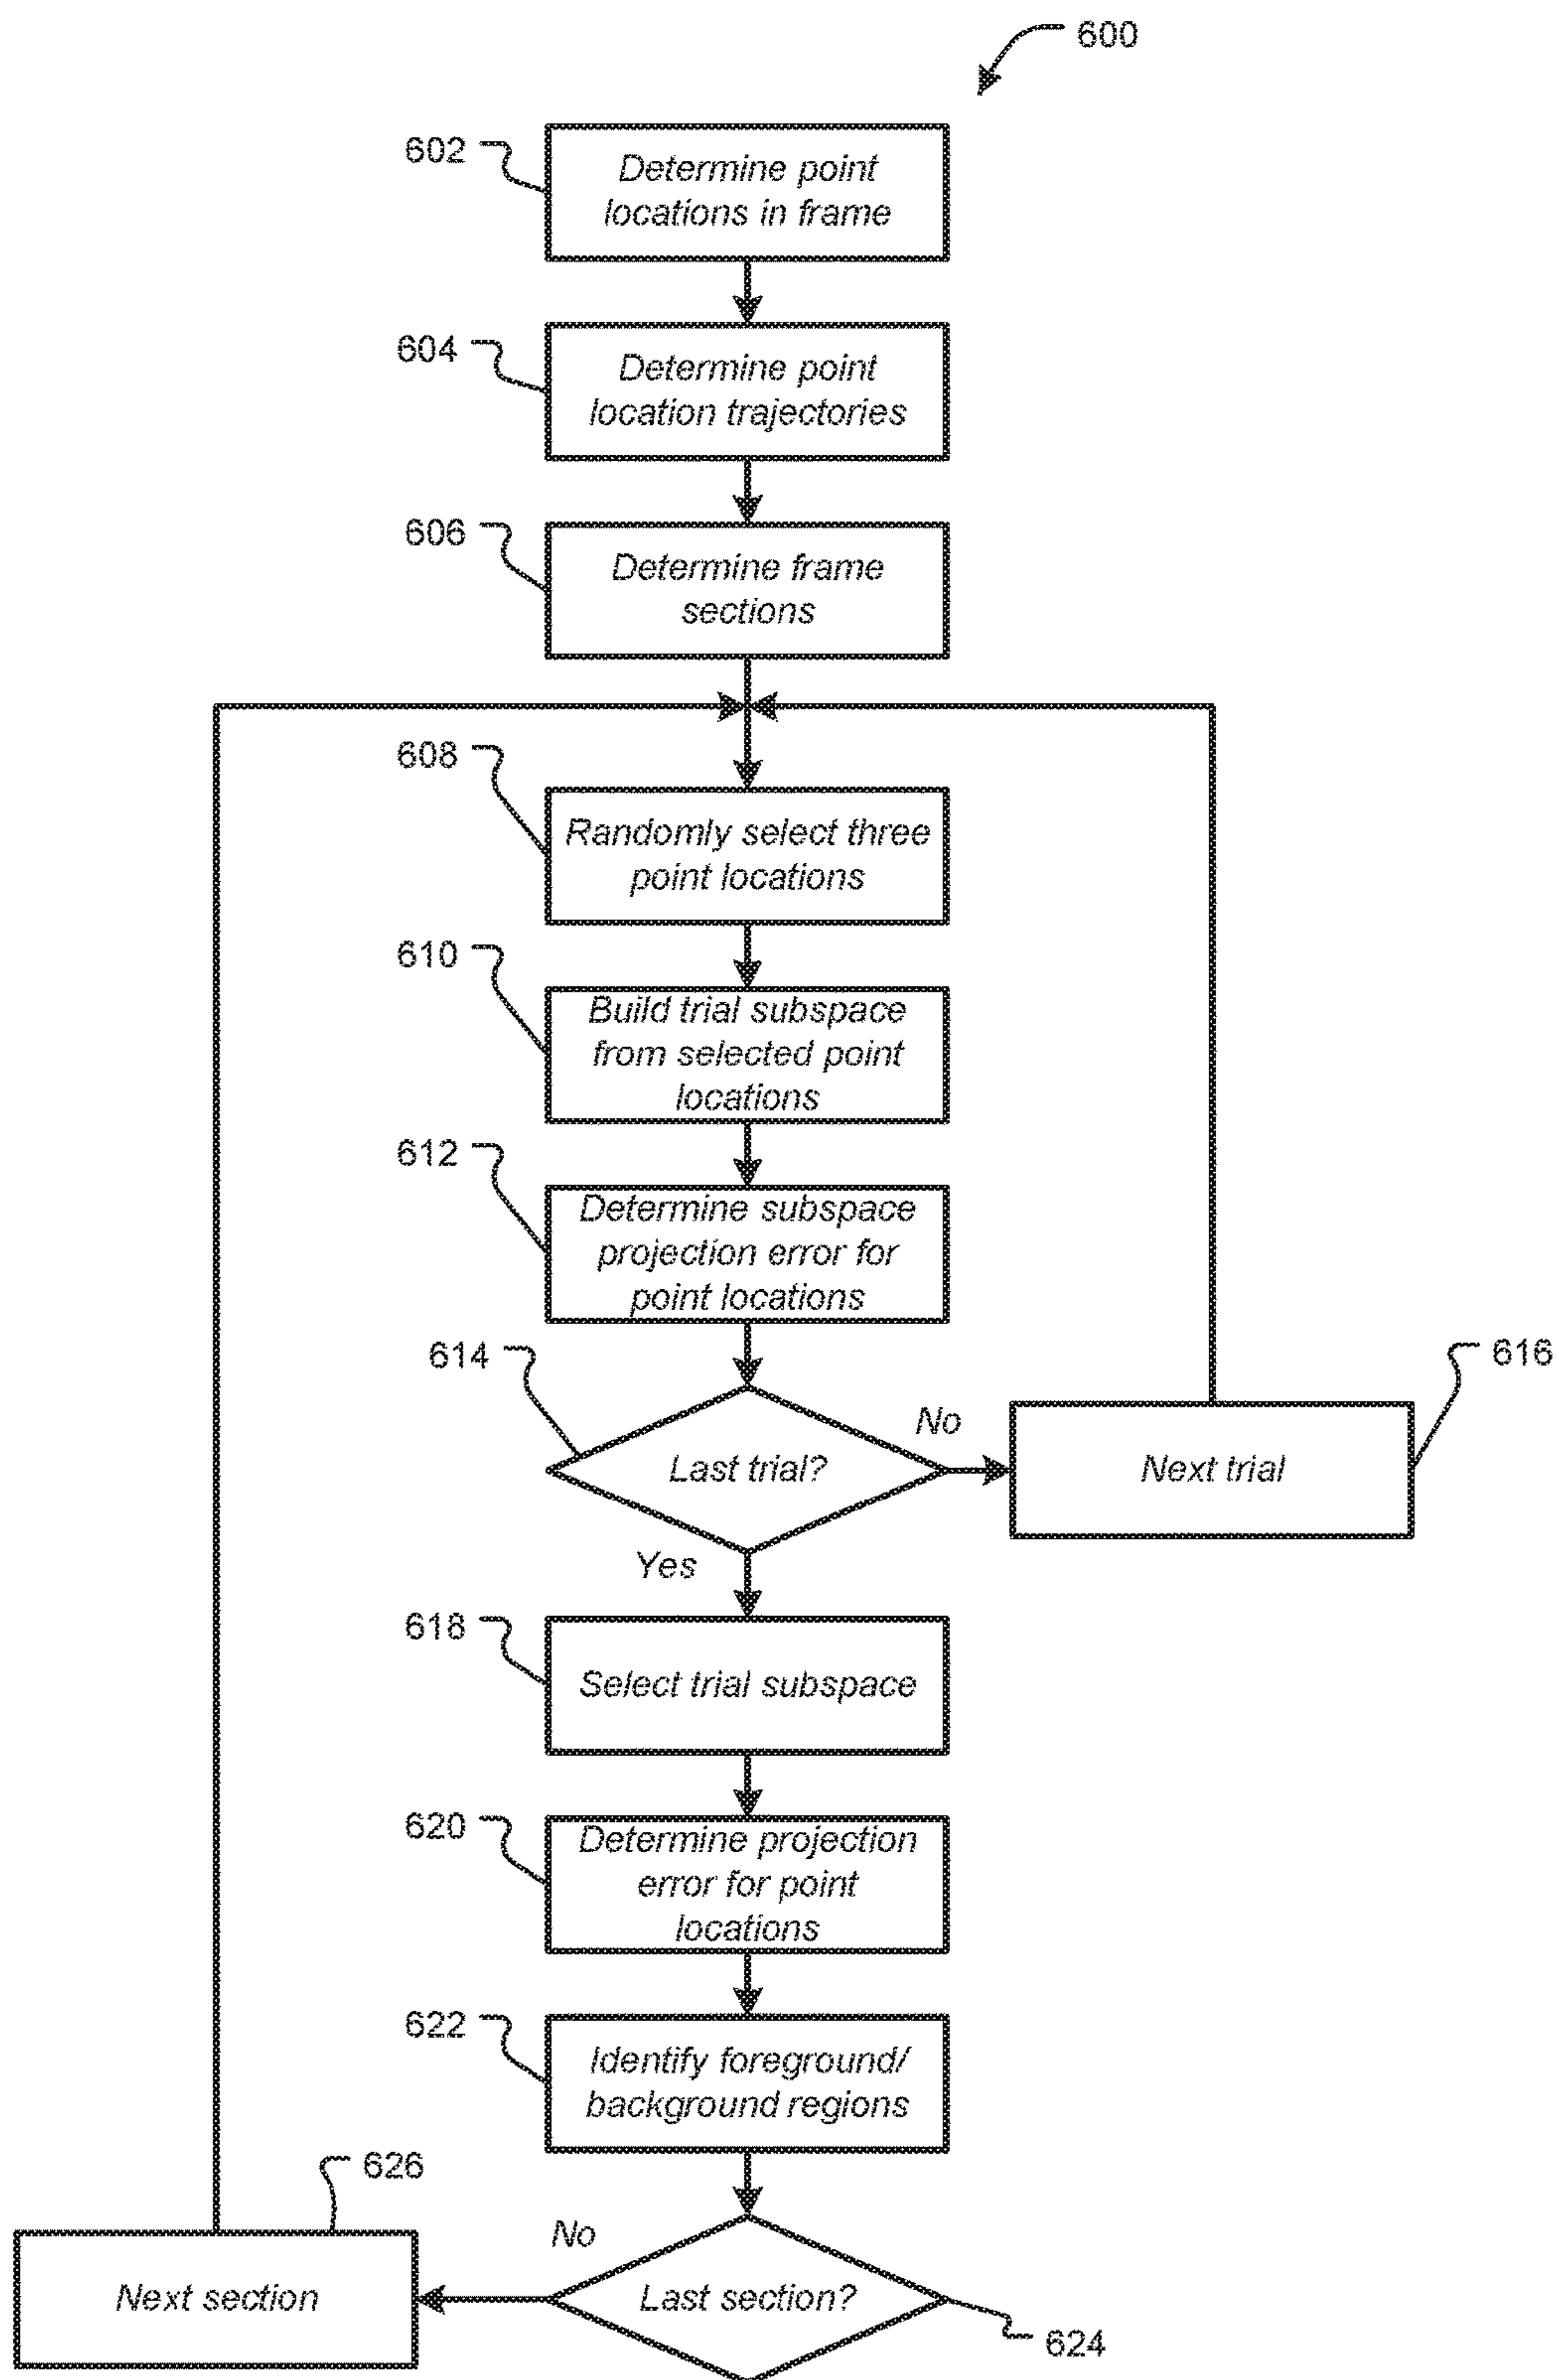 600
602
Determine point
locations in frame
604
Determine point
location trajectories
606
Determine frame
sections
608
Randomly select three
point locations
610
Build trial subspace
from selected point
locations
612
Determine subspace
projection error for
point locations
614
Last trial?
No
616
Next trial
Yes
618
Select trial subspace
620
Determine projection
error for point
locations
622
Identify foreground/
background regions
626
No
Next section
Last section?
624